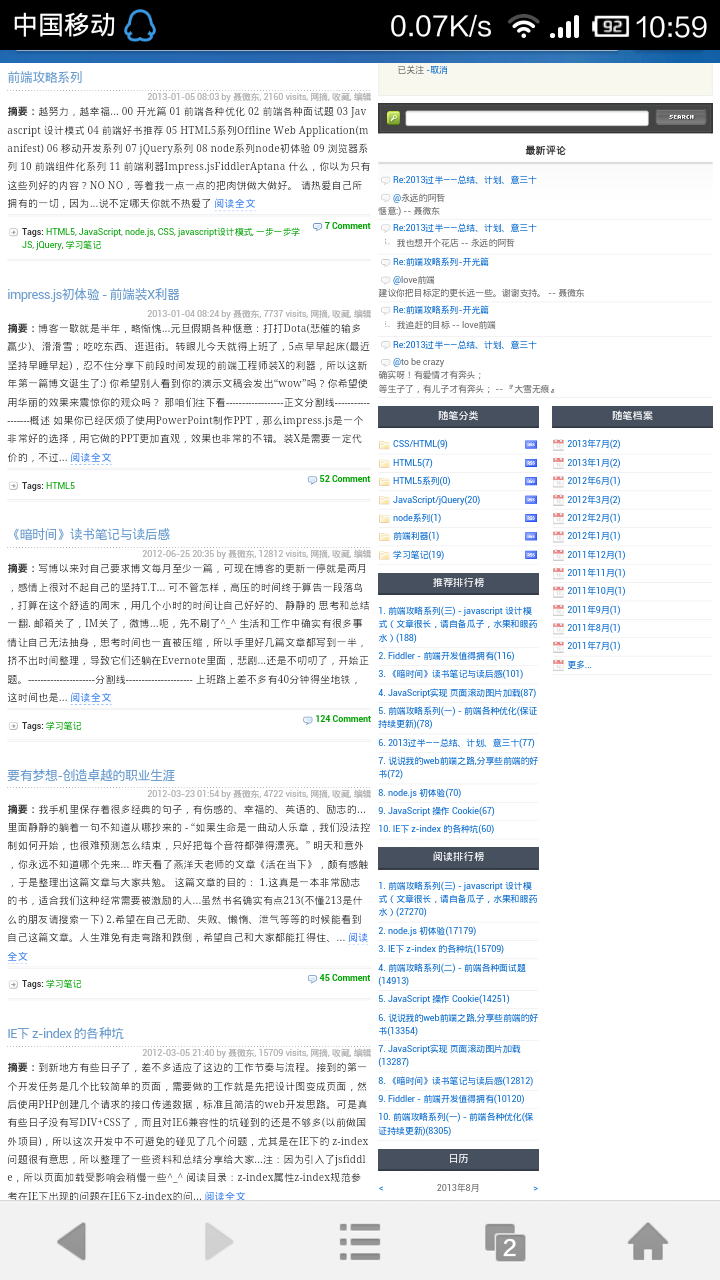 中国移动
0.07K/s
92
10:59
前端攻略系列
2013-01-05 08:03 by 聂微东, 2160 visits, 网摘, 收藏, 编辑
摘要：越努力，越幸福... 00 开光篇 01 前端各种优化 02 前端各种面试题 03 Jav
ascript 设计模式 04 前端好书推荐 05 HTML5系列Offline Web Application(m
anifest) 06 移动开发系列 07 jQuery系列 08 node系列node初体验 09 浏览器系
列 10 前端组件化系列 11 前端利器Impress.jsFiddlerAptana 什么，你以为只有
这些列好的内容？NO NO，等着我一点一点的把肉饼做大做好。 请热爱自己所
拥有的一切，因为...说不定哪天你就不热爱了 阅读全文
7 Comment
Tags: HTML5, JavaScript, node.js, CSS, javascript设计模式, 一步一步学
JS, jQuery, 学习笔记
impress.js初体验 - 前端装X利器
2013-01-04 08:24 by 聂微东, 7737 visits, 网摘, 收藏, 编辑
摘要：博客一歇就是半年，略惭愧...元旦假期各种惬意：打打Dota(悲催的输多
赢少)、滑滑雪；吃吃东西、逛逛街。转眼儿今天就得上班了，5点早早起床(最近
坚持早睡早起)，忍不住分享下前段时间发现的前端工程师装X的利器，所以这新
年第一篇博文诞生了:) 你希望别人看到你的演示文稿会发出“wow”吗？你希望使
用华丽的效果来震惊你的观众吗？ 那咱们往下看------------------正文分割线-----------
-------概述 如果你已经厌烦了使用PowerPoint制作PPT，那么impress.js是一个
非常好的选择，用它做的PPT更加直观，效果也非常的不错。装X是需要一定代
价的，不过... 阅读全文
52 Comment
Tags: HTML5
《暗时间》读书笔记与读后感
2012-06-25 20:35 by 聂微东, 12812 visits, 网摘, 收藏, 编辑
摘要：写博以来对自己要求博文每月至少一篇，可现在博客的更新一停就是两月
，感情上很对不起自己的坚持T.T... 可不管怎样，高压的时间终于算告一段落鸟
，打算在这个舒适的周末，用几个小时的时间让自己好好的、静静的 思考和总结
一翻. 邮箱关了，IM关了，微博...呃，先不刷了^_^ 生活和工作中确实有很多事
情让自己无法抽身，思考时间也一直被压缩，所以手里好几篇文章都写到一半，
挤不出时间整理，导致它们还躺在Evernote里面，悲剧...还是不叨叨了，开始正
题。---------------------分割线--------------------- 上班路上差不多有40分钟得坐地铁，
这时间也是... 阅读全文
124 Comment
Tags: 学习笔记
要有梦想-创造卓越的职业生涯
2012-03-23 01:54 by 聂微东, 4722 visits, 网摘, 收藏, 编辑
摘要：我手机里保存着很多经典的句子，有伤感的、幸福的、英语的、励志的...
里面静静的躺着一句不知道从哪抄来的 - “如果生命是一曲动人乐章，我们没法控
制如何开始，也很难预测怎么结束，只好把每个音符都弹得漂亮。” 明天和意外
，你永远不知道哪个先来... 昨天看了燕洋天老师的文章《活在当下》，颇有感触
，于是整理出这篇文章与大家共勉。 这篇文章的目的： 1.这真是一本非常励志
的书，适合我们这种经常需要被激励的人...虽然书名确实有点213(不懂213是什
么的朋友请搜索一下) 2.希望在自己无助、失败、懒惰、泄气等等的时候能看到
自己这篇文章。人生难免有走弯路和跌倒，希望自己和大家都能扛得住、... 阅读
全文
45 Comment
Tags: 学习笔记
IE下 z-index 的各种坑
2012-03-05 21:40 by 聂微东, 15709 visits, 网摘, 收藏, 编辑
摘要：到新地方有些日子了，差不多适应了这边的工作节奏与流程。接到的第一
个开发任务是几个比较简单的页面，需要做的工作就是先把设计图变成页面，然
后使用PHP创建几个请求的接口传递数据，标准且简洁的web开发思路。可是真
有些日子没有写DIV+CSS了，而且对IE6兼容性的坑碰到的还是不够多(以前做国
外项目)，所以这次开发中不可避免的碰见了几个问题，尤其是在IE下的 z-index
问题很有意思，所以整理了一些资料和总结分享给大家...注：因为引入了jsfiddl
e，所以页面加载受影响会稍慢一些^_^ 阅读目录：z-index属性z-index规范参
考在IE下出现的问题在IE6下z-index的问... 阅读全文
已关注 -取消
SEARCH
最新评论
Re:2013过半——总结、计划、意三十
@永远的阿哲
惬意:) -- 聂微东
Re:2013过半——总结、计划、意三十
我也想开个花店 -- 永远的阿哲
Re:前端攻略系列-开光篇
@love前端
建议你把目标定的更长远一些。谢谢支持。 -- 聂微东
Re:前端攻略系列-开光篇
我追赶的目标 -- love前端
Re:2013过半——总结、计划、意三十
@to be crazy
确实呀！有爱情才有奔头；
等生子了，有儿子才有奔头； -- 『大雪无痕』
随笔分类
CSS/HTML(9)
HTML5(7)
HTML5系列(0)
JavaScript/jQuery(20)
node系列(1)
前端利器(1)
学习笔记(19)
推荐排行榜
1. 前端攻略系列(三) - javascript 设计模
式（文章很长，请自备瓜子，水果和眼药
水）(188)
2. Fiddler - 前端开发值得拥有(116)
3. 《暗时间》读书笔记与读后感(101)
4. JavaScript实现 页面滚动图片加载(87)
5. 前端攻略系列(一) - 前端各种优化(保证
持续更新)(78)
6. 2013过半——总结、计划、意三十(77)
7. 说说我的web前端之路,分享些前端的好
书(72)
8. node.js 初体验(70)
9. JavaScript 操作 Cookie(67)
10. IE下 z-index 的各种坑(60)
阅读排行榜
1. 前端攻略系列(三) - javascript 设计模
式（文章很长，请自备瓜子，水果和眼药
水）(27270)
2. node.js 初体验(17179)
3. IE下 z-index 的各种坑(15709)
4. 前端攻略系列(二) - 前端各种面试题
(14913)
5. JavaScript 操作 Cookie(14251)
6. 说说我的web前端之路,分享些前端的好
书(13354)
7. JavaScript实现 页面滚动图片加载
(13287)
8. 《暗时间》读书笔记与读后感(12812)
9. Fiddler - 前端开发值得拥有(10120)
10. 前端攻略系列(一) - 前端各种优化(保
证持续更新)(8305)
日历
<
2013年8月
>
随笔档案
2013年7月(2)
2013年1月(2)
2012年6月(1)
2012年3月(2)
2012年2月(1)
2012年1月(1)
2011年12月(1)
2011年11月(1)
2011年10月(1)
2011年9月(1)
2011年8月(1)
2011年7月(1)
更多...
2